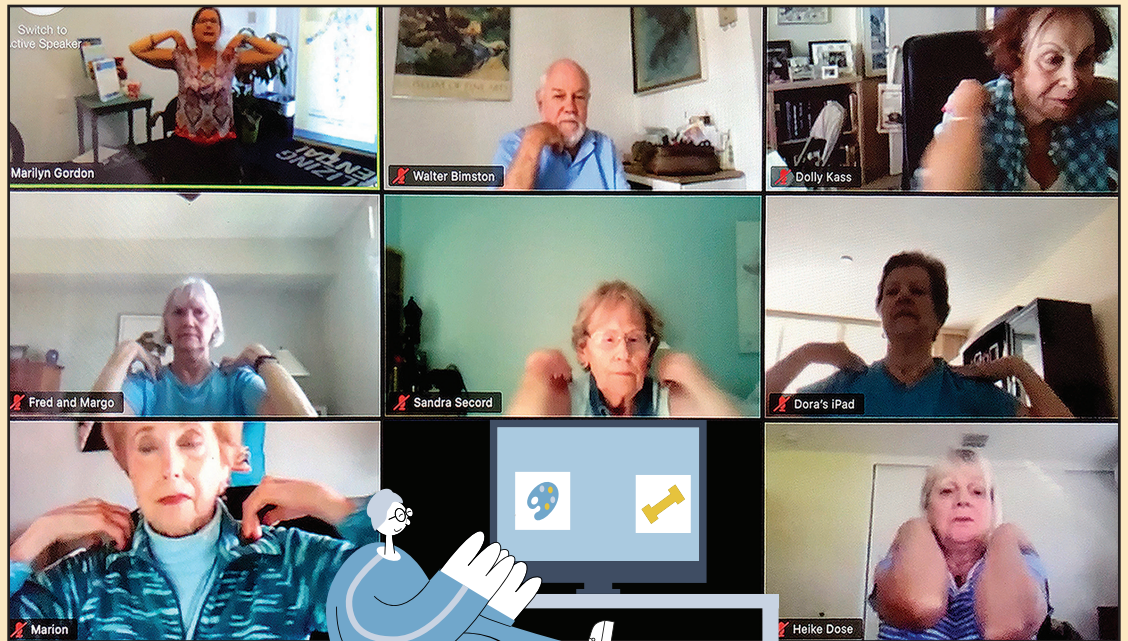 Switch to
ctive Speaker
Marilyn Gordon
Walter Bimston
Dolly Kass
Fred and Margo
Sandra Secord
Dora's iPad
Marion
Heike Dose
LIZING